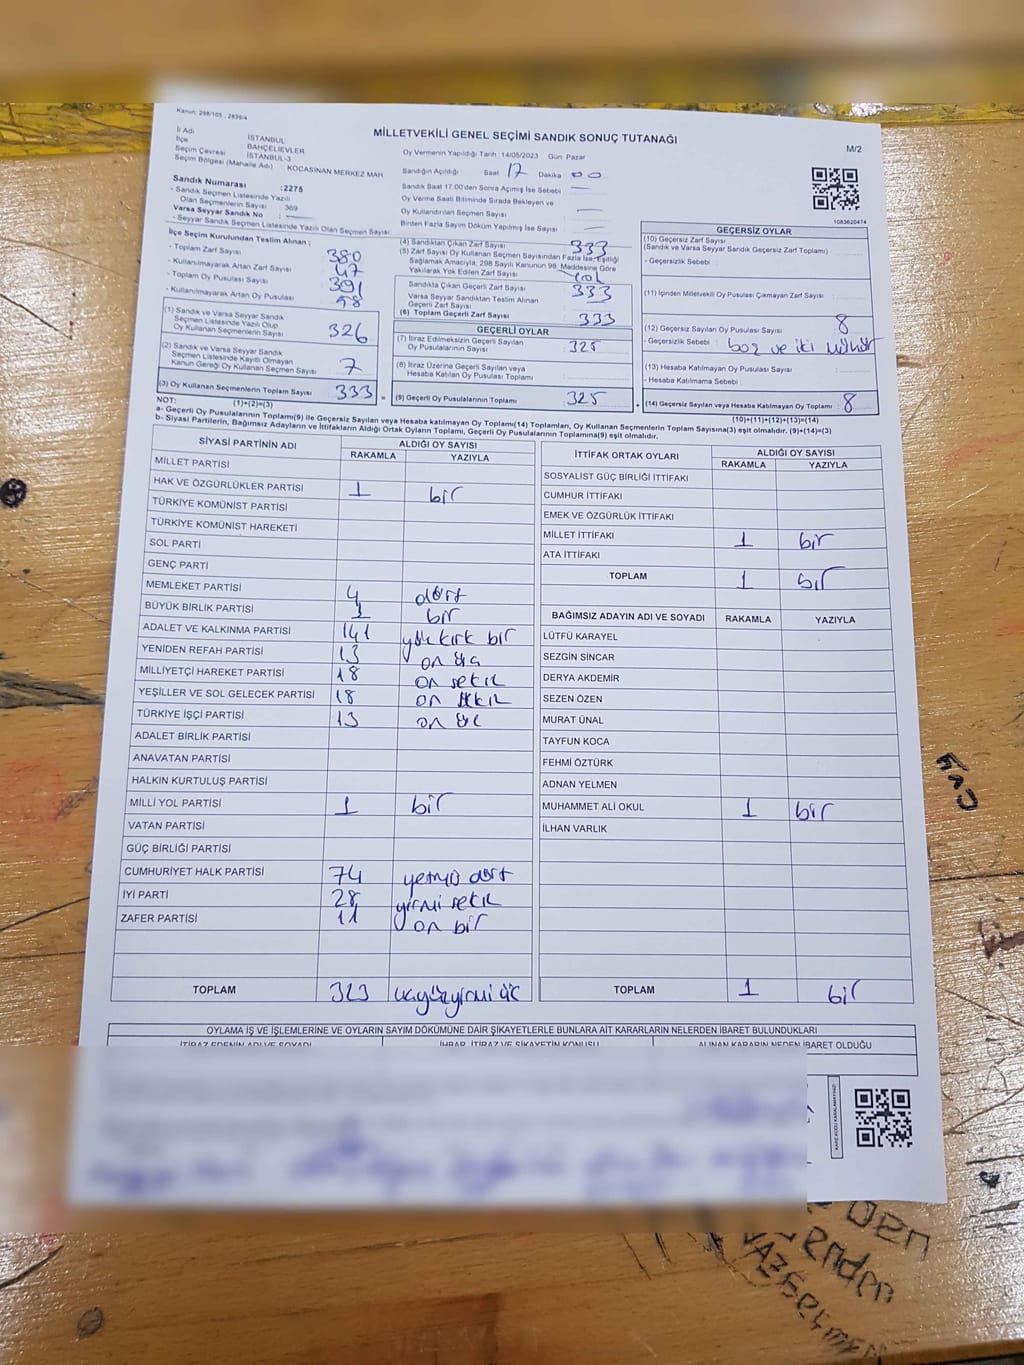 Kanun: 298/105 , 2839/4
MİLLETVEKİLİ GENEL SEÇİMİ SANDIK SONUÇ TUTANAĞI
M/2
İl Adı İSTANBUL
İlçe BAHÇELİEVLER
Seçim Çevresi İSTANBUL-3
Seçim Bölgesi (Mahalle Adı) KOCASİNAN MERKEZ MAH
Oy Vermenin Yapıldığı Tarih :14/05/2023 Gün: Pazar
Sandığın Açıldığı Saat 17 Dakika 00
Sandık Saat 17.00'den Sonra Açımış İse Sebebi —
Oy Verme Saati Bitiminde Sırada Bekleyen ve
Oy Kullandırılan Seçmen Sayısı —
Birden Fazla Sayım Döküm Yapılmış İse Sayısı —
1083620474
Sandık Numarası :2275
- Sandık Seçmen Listesinde Yazılı
Olan Seçmenlerin Sayısı : 369
Varsa Seyyar Sandık No : —
- Seyyar Sandık Seçmen Listesinde Yazılı Olan Seçmen Sayısı:
İlçe Seçim Kurulundan Teslim Alınan ;
- Toplam Zarf Sayısı 380
- Kullanılmayarak Artan Zarf Sayısı 47
- Toplam Oy Pusulası Sayısı 391
- Kullanılmayarak Artan Oy Pusulası 58
(1) Sandık ve Varsa Seyyar Sandık
Seçmen Listesinde Yazılı Olup
Oy Kullanan Seçmenlerin Sayısı 326
(2) Sandık ve Varsa Seyyar Sandık
Seçmen Listesinde Kayıtlı Olmayan
Kanun Gereği Oy Kullanan Seçmen Sayısı 7
(3) Oy Kullanan Seçmenlerin Toplam Sayısı 333
(1)+(2)=(3)
(4) Sandıktan Çıkan Zarf Sayısı 333
(5) Zarf Sayısı Oy Kullanan Seçmen Sayısından Fazla İse, Eşitliği
Sağlamak Amacıyla, 298 Sayılı Kanunun 98. Maddesine Göre
Yakılarak Yok Edilen Zarf Sayısı yok
Sandıkta Çıkan Geçerli Zarf Sayısı 333
Varsa Seyyar Sandıktan Teslim Alınan
Geçerli Zarf Sayısı
(6) Toplam Geçerli Zarf Sayısı 333
GEÇERLİ OYLAR
(7) İtiraz Edilmeksizin Geçerli Sayılan
Oy Pusulalarının Sayısı 325
(8) İtiraz Üzerine Geçerli Sayılan veya
Hesaba Katılan Oy Pusulası Toplamı
(9) Geçerli Oy Pusulalarının Toplamı 325
GEÇERSİZ OYLAR
(10) Geçersiz Zarf Sayısı
(Sandık ve Varsa Seyyar Sandık Geçersiz Zarf Toplamı)
- Geçersizlik Sebebi
(11) İçinden Milletvekili Oy Pusulası Çıkmayan Zarf Sayısı
(12) Geçersiz Sayılan Oy Pusulası Sayısı 8
- Geçersizlik Sebebi : boş ve iki mühür
(13) Hesaba Katılmayan Oy Pusulası Sayısı
- Hesaba Katılmama Sebebi
(14) Geçersiz Sayılan veya Hesaba Katılmayan Oy Toplamı 8
(10)+(11)+(12)+(13)=(14)
NOT:
a- Geçerli Oy Pusulalarının Toplamı(9) ile Geçersiz Sayılan veya Hesaba katılmayan Oy Toplamı(14) Toplamları, Oy Kullanan Seçmenlerin Toplam Sayısına(3) eşit olmalıdır. (9)+(14)=(3)
b- Siyasi Partilerin, Bağımsız Adayların ve İttifakların Aldığı Ortak Oyların Toplamı, Geçerli Oy Pusulalarının Toplamına(9) eşit olmalıdır.
SİYASİ PARTİNİN ADI ALDIĞI OY SAYISI
RAKAMLA YAZIYLA
MİLLET PARTİSİ
HAK VE ÖZGÜRLÜKLER PARTİSİ 1 bir
TÜRKİYE KOMÜNİST PARTİSİ
TÜRKİYE KOMÜNİST HAREKETİ
SOL PARTİ
GENÇ PARTİ
MEMLEKET PARTİSİ 4 dört
BÜYÜK BİRLİK PARTİSİ 1 bir
ADALET VE KALKINMA PARTİSİ 141 yüz kırk bir
YENİDEN REFAH PARTİSİ 13 on üç
MİLLİYETÇİ HAREKET PARTİSİ 18 on sekiz
YEŞİLLER VE SOL GELECEK PARTİSİ 18 on sekiz
TÜRKİYE İŞÇİ PARTİSİ 13 on üç
ADALET BİRLİK PARTİSİ
ANAVATAN PARTİSİ
HALKIN KURTULUŞ PARTİSİ
MİLLİ YOL PARTİSİ 1 bir
VATAN PARTİSİ
GÜÇ BİRLİĞİ PARTİSİ
CUMHURİYET HALK PARTİSİ 74 yetmiş dört
İYİ PARTİ 28 yirmi sekiz
ZAFER PARTİSİ 11 on bir
TOPLAM 323 üçyüzyirmi üç
İTTİFAK ORTAK OYLARI ALDIĞI OY SAYISI
RAKAMLA YAZIYLA
SOSYALİST GÜÇ BİRLİĞİ İTTİFAKI
CUMHUR İTTİFAKI
EMEK VE ÖZGÜRLÜK İTTİFAKI
MİLLET İTTİFAKI 1 bir
ATA İTTİFAKI
TOPLAM 1 bir
BAĞIMSIZ ADAYIN ADI VE SOYADI RAKAMLA YAZIYLA
LÜTFÜ KARAYEL
SEZGİN SİNCAR
DERYA AKDEMİR
SEZEN ÖZEN
MURAT ÜNAL
TAYFUN KOCA
FEHMİ ÖZTÜRK
ADNAN YELMEN
MUHAMMET ALİ OKUL 1 bir
İLHAN VARLIK
TOPLAM 1 bir
OYLAMA İŞ VE İŞLEMLERİNE VE OYLARIN SAYIM DÖKÜMÜNE DAİR ŞİKAYETLERLE BUNLARA AİT KARARLARIN NELERDEN İBARET BULUNDUKLARI
İTİRAZ EDENİN ADI VE SOYADI İHBAR, İTİRAZ VE ŞİKAYETİN KONUSU ALINAN KARARIN NEDEN İBARET OLDUĞU